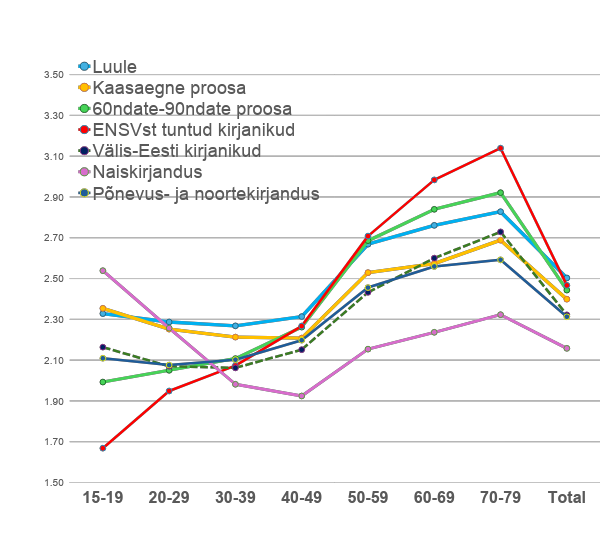 3.50
Luule
Kaasaegne proosa
3.30
60ndate-90ndate proosa
ENSVst tuntud kirjanikud
3.10
Välis-Eesti kirjanikud
Naiskirjandus
2.90
Põnevus- ja noortekirjandus
2.70
2.50
2.30
2.10
1.90
1.70
1.50
15-19 20-29 30-39 40-49 50-59 60-69 70-79 Total